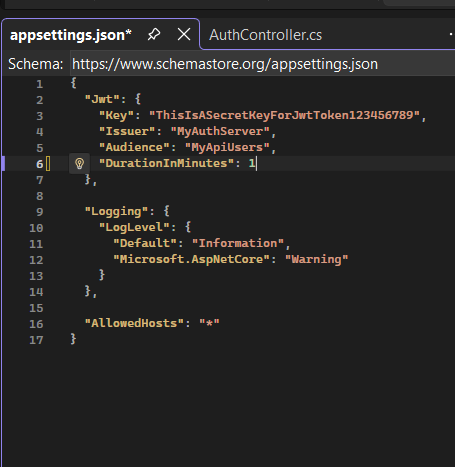 appsettings.json* AuthController.cs
Schema: https://www.schemastore.org/appsettings.json
1 {
2 "Jwt": {
3 "Key": "ThisIsASecretKeyForJwtToken123456789",
4 "Issuer": "MyAuthServer",
5 "Audience": "MyApiUsers",
6 "DurationInMinutes": 1
7 },
8
9 "Logging": {
10 "LogLevel": {
11 "Default": "Information",
12 "Microsoft.AspNetCore": "Warning"
13 }
14 },
15
16 "AllowedHosts": "*"
17 }